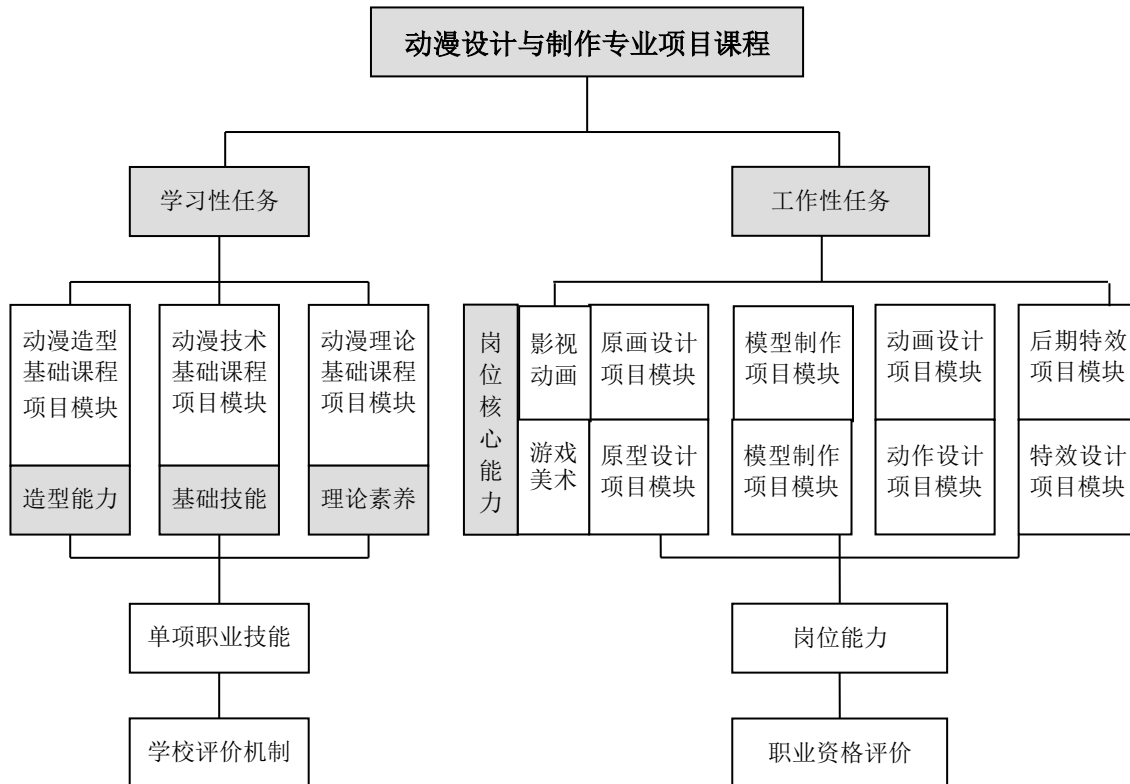 动漫设计与制作专业项目课程
学习性任务
工作性任务
动漫造型
基础课程
项目模块
造型能力
动漫技术
基础课程
项目模块
基础技能
动漫理论
基础课程
项目模块
理论素养
岗
位
核
心
能
力
影视
动画
原画设计
项目模块
模型制作
项目模块
动画设计
项目模块
后期特效
项目模块
游戏
美术
原型设计
项目模块
模型制作
项目模块
动作设计
项目模块
特效设计
项目模块
单项职业技能
岗位能力
学校评价机制
职业资格评价